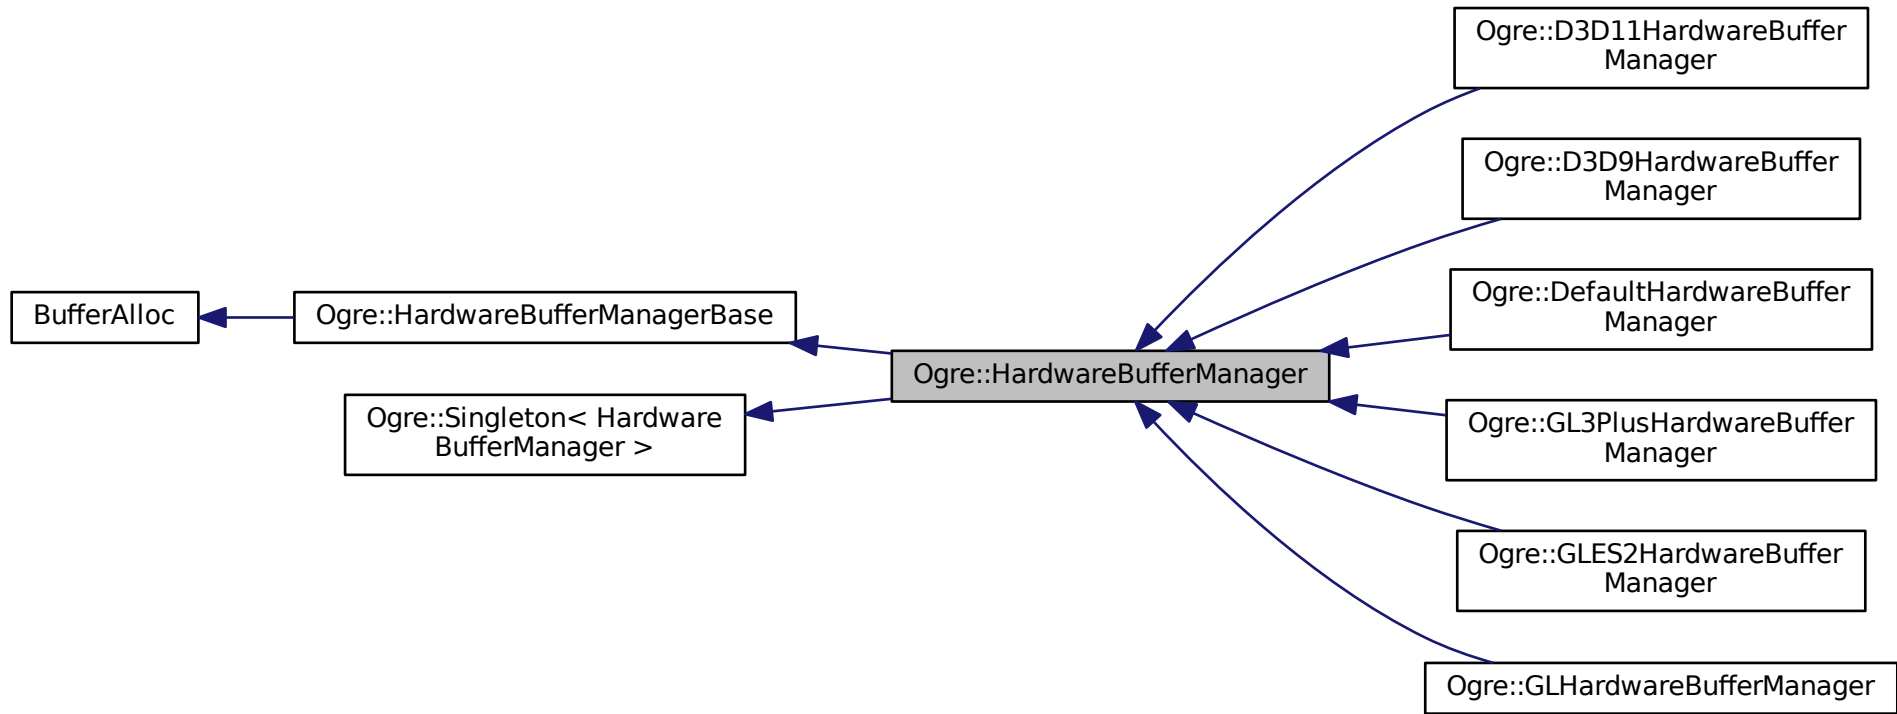 BufferAlloc
Ogre::HardwareBufferManagerBase
Ogre::Singleton< Hardware
BufferManager >
Ogre::HardwareBufferManager
Ogre::D3D11HardwareBuffer
Manager
Ogre::D3D9HardwareBuffer
Manager
Ogre::DefaultHardwareBuffer
Manager
Ogre::GL3PlusHardwareBuffer
Manager
Ogre::GLES2HardwareBuffer
Manager
Ogre::GLHardwareBufferManager